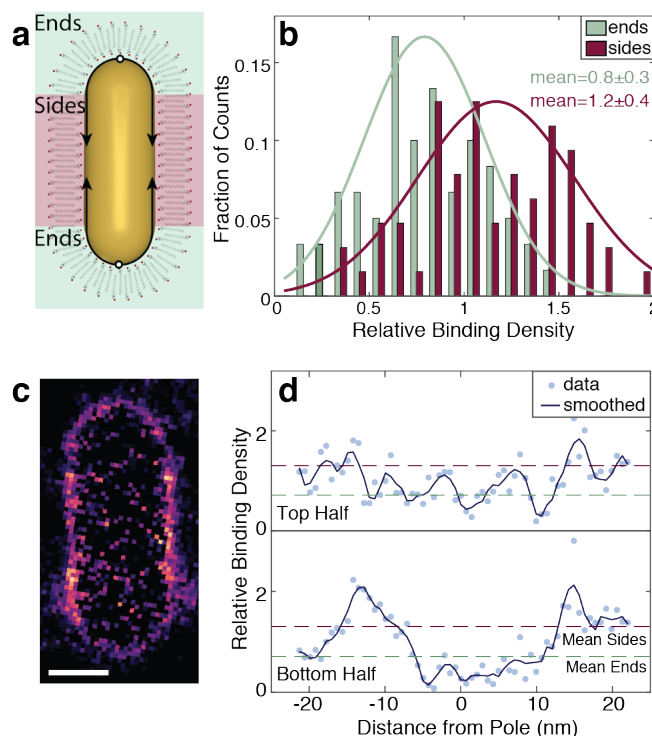 a
Ends
Sides
Ends
b
ends
sides
mean=0.8±0.3
mean=1.2±0.4
Fraction of Counts
0.15
0.1
0.05
0
0
0.5
1
1.5
2
Relative Binding Density
c
d
data
smoothed
Relative Binding Density
2
0
Top Half
2
0
Mean Sides
Mean Ends
Bottom Half
-20
-10
0
10
20
Distance from Pole (nm)